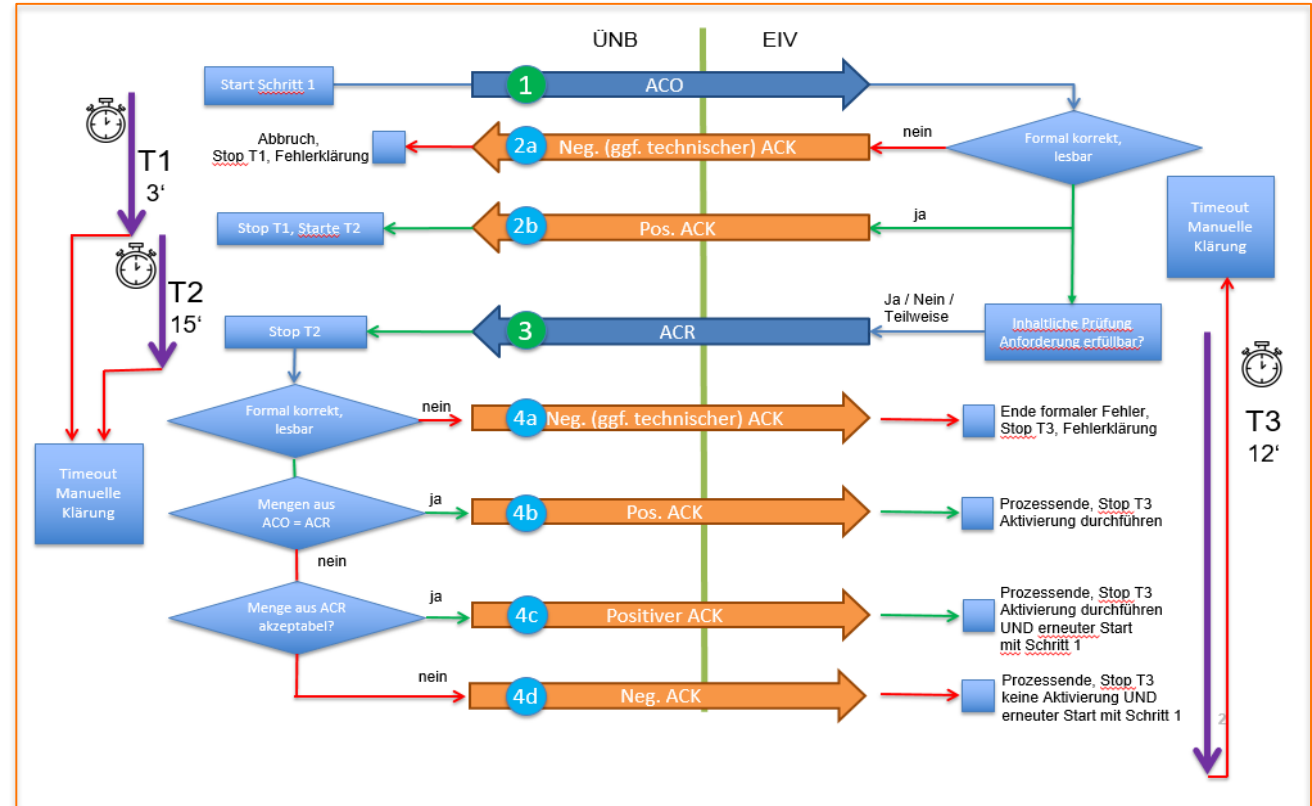 ÜNB
EIV
Start Schritt 1
1
ACO
Abbruch,
Stop T1, Fehlerklärung
2a
Neg. (ggf. technischer) ACK
nein
Formal korrekt,
lesbar
T1
3‘
Stop T1, Starte T2
2b
Pos. ACK
ja
Timeout
Manuelle
Klärung
T2
15‘
Stop T2
3
ACR
Ja / Nein /
Teilweise
Inhaltliche Prüfung
Anforderung erfüllbar?
Formal korrekt,
lesbar
nein
4a
Neg. (ggf. technischer) ACK
Ende formaler Fehler,
Stop T3, Fehlerklärung
T3
12‘
Timeout
Manuelle
Klärung
Mengen aus
ACO = ACR
ja
4b
Pos. ACK
Prozessende, Stop T3
Aktivierung durchführen
nein
Menge aus ACR
akzeptabel?
ja
4c
Positiver ACK
Prozessende, Stop T3
Aktivierung durchführen
UND erneuter Start
mit Schritt 1
nein
4d
Neg. ACK
Prozessende, Stop T3
keine Aktivierung UND
erneuter Start mit Schritt 1
2